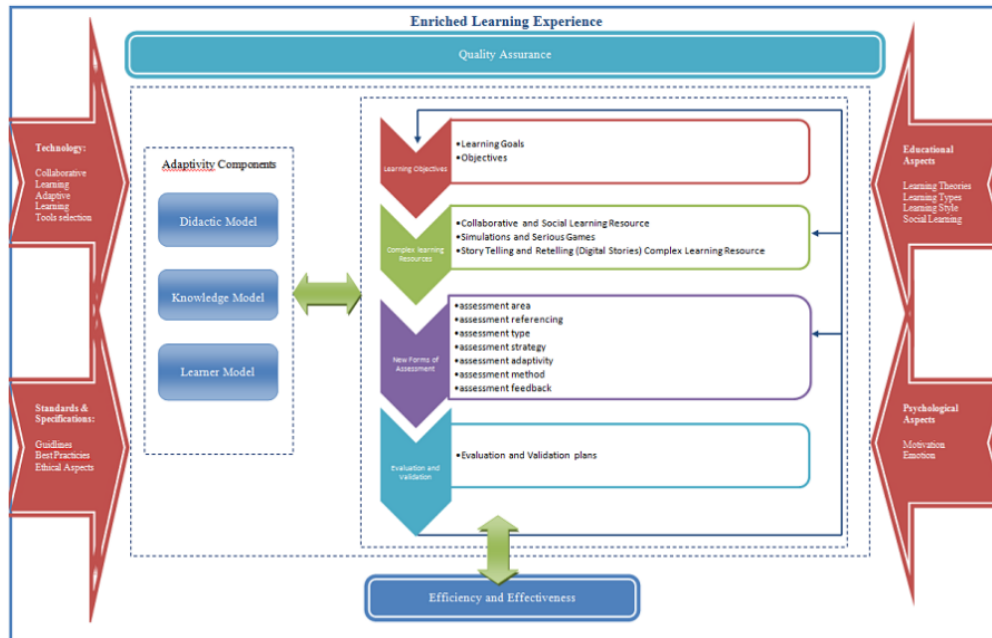 Enriched Learning Experience
Quality Assurance
Technology:
Collaborative
Learning
Adaptive
Learning
Tools selection
Standards &
Specifications:
Guidlines
Best Practicies
Ethical Aspects
Adaptivity Components
Didactic Model
Knowledge Model
Learner Model
Learning Objectives
•Learning Goals
•Objectives
Complex learning
Resources
•Collaborative and Social Learning Resource
•Simulations and Serious Games
•Story Telling and Retelling (Digital Stories) Complex Learning Resource
New Forms of
Assessment
•assessment area
•assessment referencing
•assessment type
•assessment strategy
•assessment adaptivity
•assessment method
•assessment feedback
Evaluation and
Validation
•Evaluation and Validation plans
Educational
Aspects
Learning Theories
Learning Types
Learning Style
Social Learning
Psychological
Aspects
Motivation
Emotion
Efficiency and Effectiveness